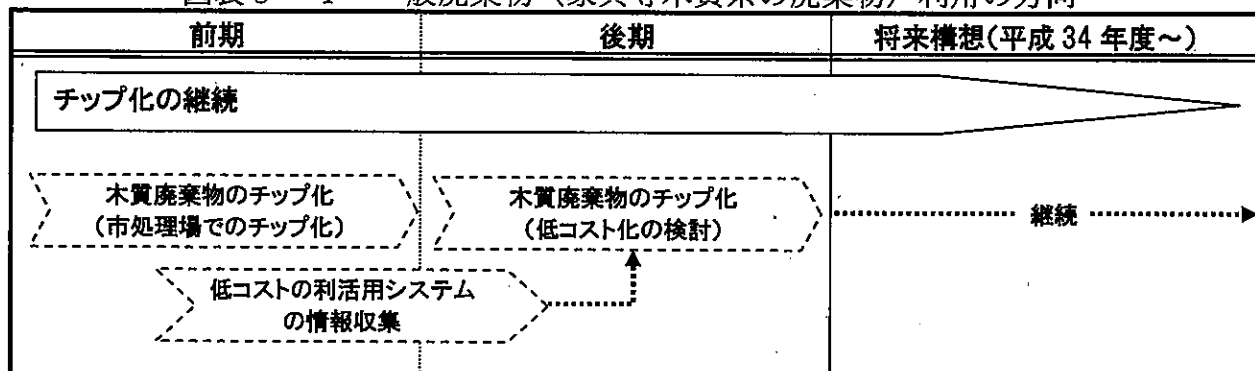 前期 後期 将来構想(平成34年度～)
チップ化の継続
木質廃棄物のチップ化
(市処理場でのチップ化)
木質廃棄物のチップ化
(低コスト化の検討)
継続
低コストの利活用システム
の情報収集